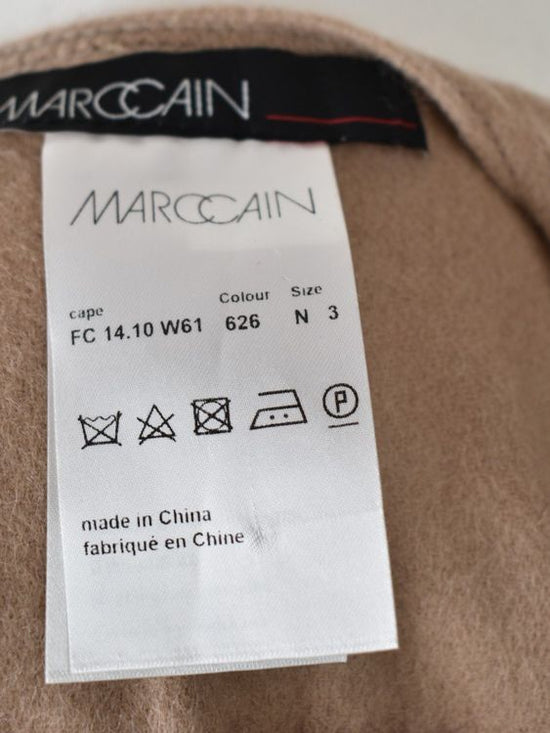 MARCCAIN
MARCCAIN
cape Colour Size
FC 14.10 W61 626 N 3
P
made in China
fabriqué en Chine